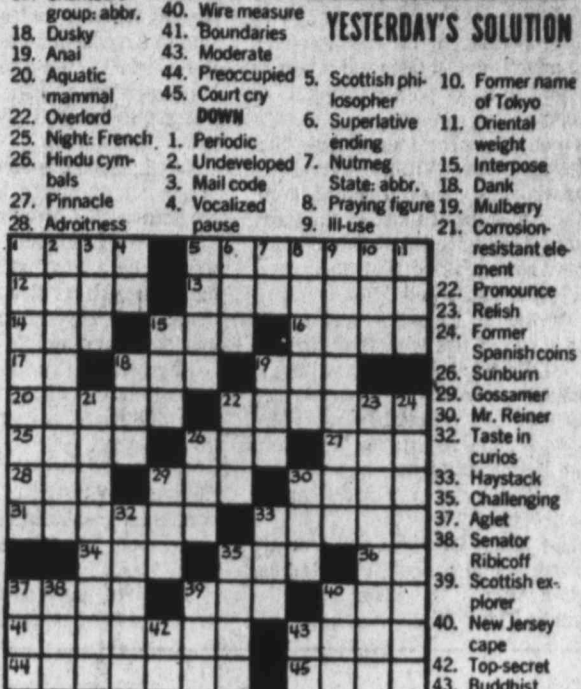 group: abbr.
18. Dusky
19. Anai
20. Aquatic
mammal
22. Overlord
25. Night: French
26. Hindu cym-
bals
27. Pinnacle
28. Adroitness
40. Wire measure
41. Boundaries
43. Moderate
44. Preoccupied
45. Court cry
DOWN
1. Periodic
2. Undeveloped
3. Mail code
4. Vocalized
pause
YESTERDAY'S SOLUTION
5. Scottish phi-
losopher
6. Superlative
ending
7. Nutmeg
State: abbr.
8. Praying figure
9. Ill-use
10. Former name
of Tokyo
11. Oriental
weight
15. Interpose
18. Dank
19. Mulberry
21. Corrosion-
resistant ele-
ment
22. Pronounce
23. Relish
24. Former
Spanish coins
26. Sunburn
29. Gossamer
30. Mr. Reiner
32. Taste in
curios
33. Haystack
35. Challenging
37. Aglet
38. Senator
Ribicoff
39. Scottish ex-
plorer
40. New Jersey
cape
42. Top-secret
43. Buddhist
1 2 3 4 5 6 7 8 9 10 11
12 13
14 15 16
17 18 19
20 21 22 23 24
25 26 27
28 29 30
31 32 33
34 35 36
37 38 39 40
41 42 43
44 45